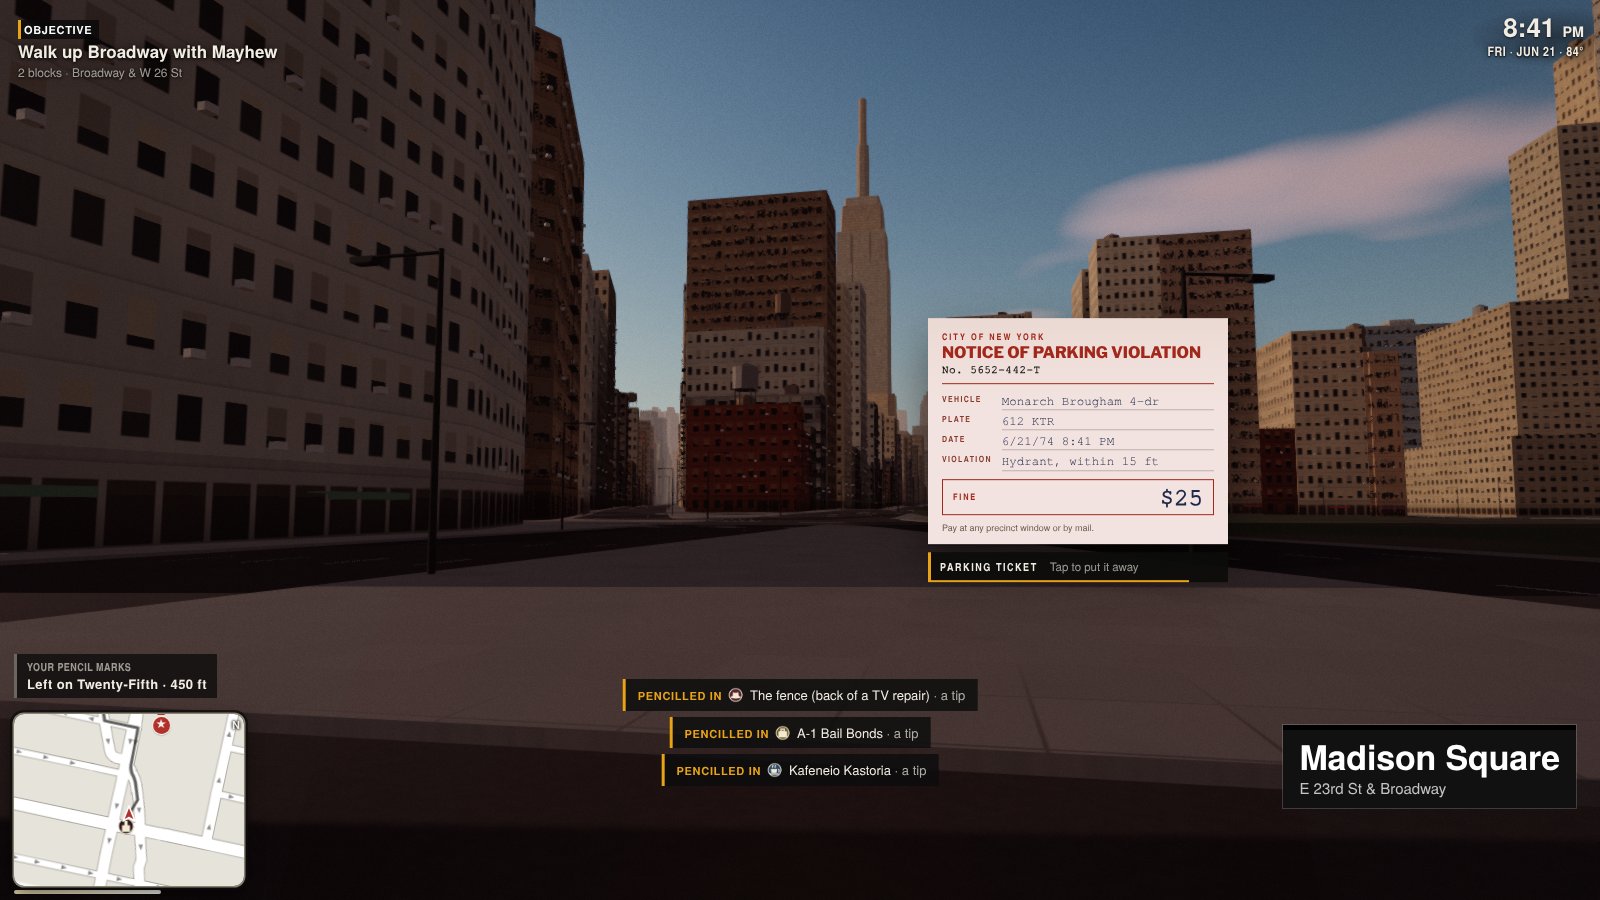 OBJECTIVE
Walk up Broadway with Mayhew
2 blocks · Broadway & W 26 St
8:41 PM
FRI · JUN 21 · 84°
CITY OF NEW YORK
NOTICE OF PARKING VIOLATION
No. 5652-442-T
VEHICLE Monarch Brougham 4-dr
PLATE 612 KTR
DATE 6/21/74 8:41 PM
VIOLATION Hydrant, within 15 ft
FINE $25
Pay at any precinct window or by mail.
PARKING TICKET Tap to put it away
YOUR PENCIL MARKS
Left on Twenty-Fifth · 450 ft
N
PENCILLED IN The fence (back of a TV repair) · a tip
PENCILLED IN A-1 Bail Bonds · a tip
PENCILLED IN Kafeneio Kastoria · a tip
Madison Square
E 23rd St & Broadway